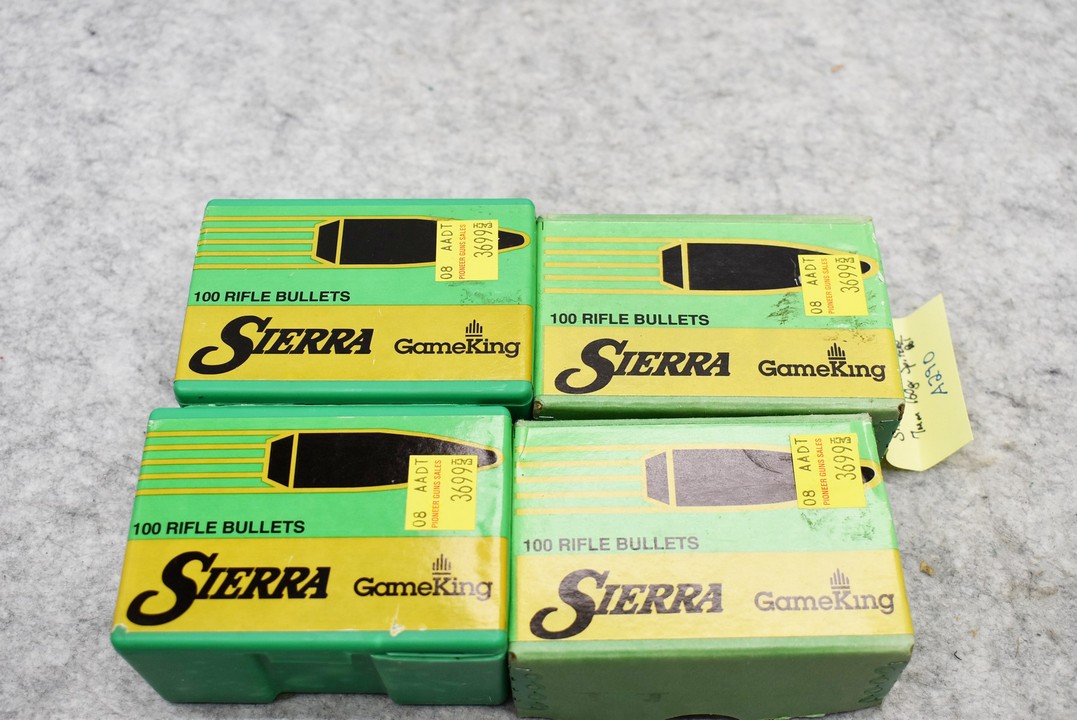 08 AADT
PIONEER GUNS SALES
3699
100 RIFLE BULLETS
SIERRA GameKing
08 AADT
PIONEER GUNS SALES
3699
100 RIFLE BULLETS
SIERRA GameKing
7mm 160g
A290
08 AADT
PIONEER GUNS SALES
3699
100 RIFLE BULLETS
SIERRA GameKing
08 AADT
PIONEER GUNS SALES
3699
100 RIFLE BULLETS
SIERRA GameKing